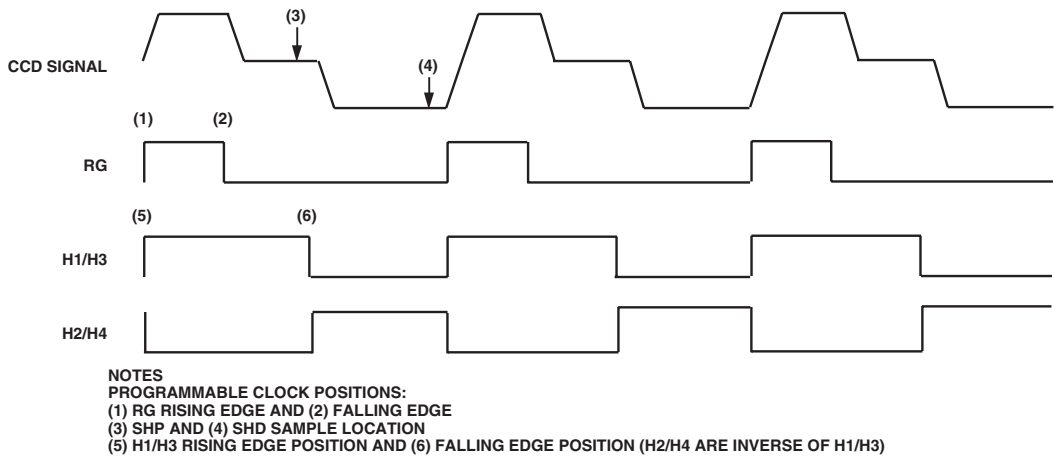 (3)
(4)
CCD SIGNAL
(1) (2)
RG
(5) (6)
H1/H3
H2/H4
NOTES
PROGRAMMABLE CLOCK POSITIONS:
(1) RG RISING EDGE AND (2) FALLING EDGE
(3) SHP AND (4) SHD SAMPLE LOCATION
(5) H1/H3 RISING EDGE POSITION AND (6) FALLING EDGE POSITION (H2/H4 ARE INVERSE OF H1/H3)